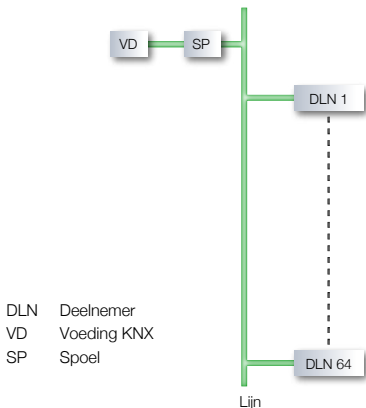 VD
SP
DLN 1
DLN Deelnemer
VD Voeding KNX
SP Spoel
DLN 64
Lijn